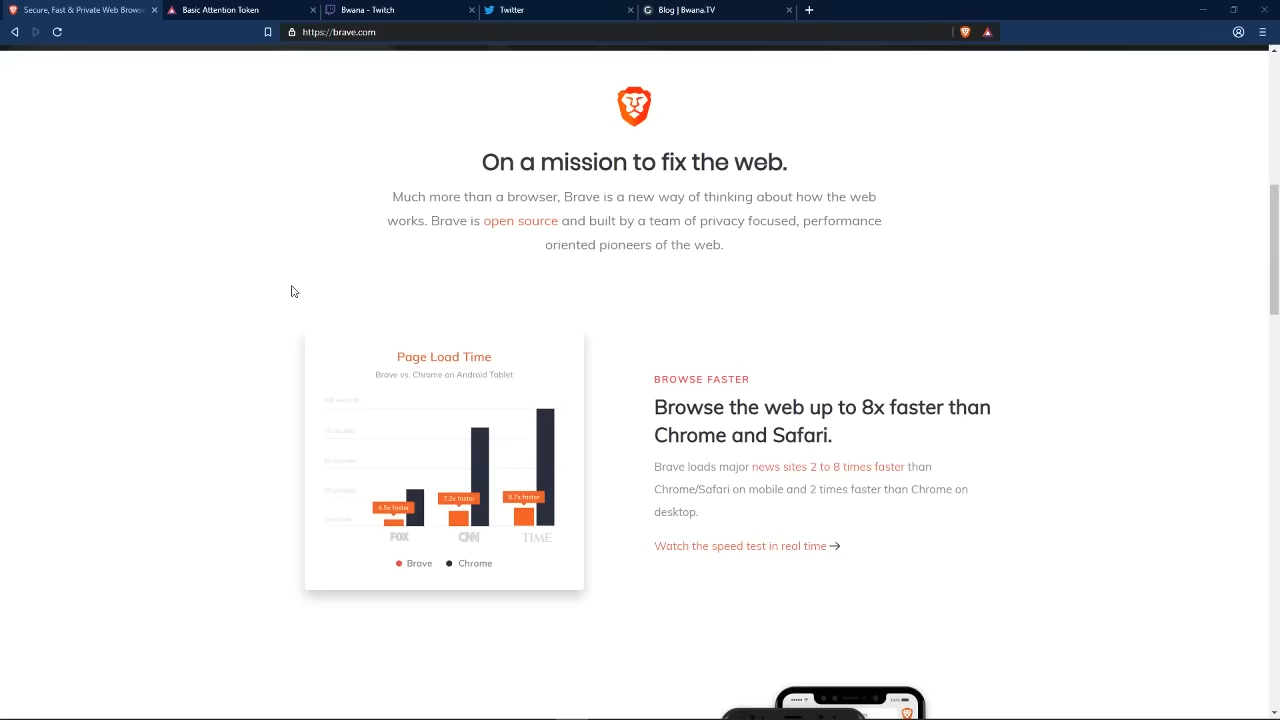 Secure, Fast & Private Web Browse
Basic Attention Token
Bwana - Twitch
Twitter
Blog | Bwana.TV
https://brave.com
On a mission to fix the web.
Much more than a browser, Brave is a new way of thinking about how the web
works. Brave is open source and built by a team of privacy focused, performance
oriented pioneers of the web.
Page Load Time
Brave vs. Chrome on Android Tablet
4.5x faster
7.2x faster
8.7x faster
FOX CNN TIME
Brave Chrome
BROWSE FASTER
Browse the web up to 8x faster than
Chrome and Safari.
Brave loads major news sites 2 to 8 times faster than
Chrome/Safari on mobile and 2 times faster than Chrome on
desktop.
Watch the speed test in real time